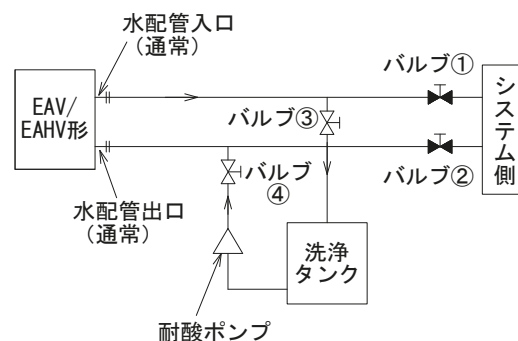 水配管入口
(通常)
バルブ①
EAV/
EAHV形
バルブ③
システム側
バルブ
④
バルブ②
水配管出口
(通常)
洗浄
タンク
耐酸ポンプ